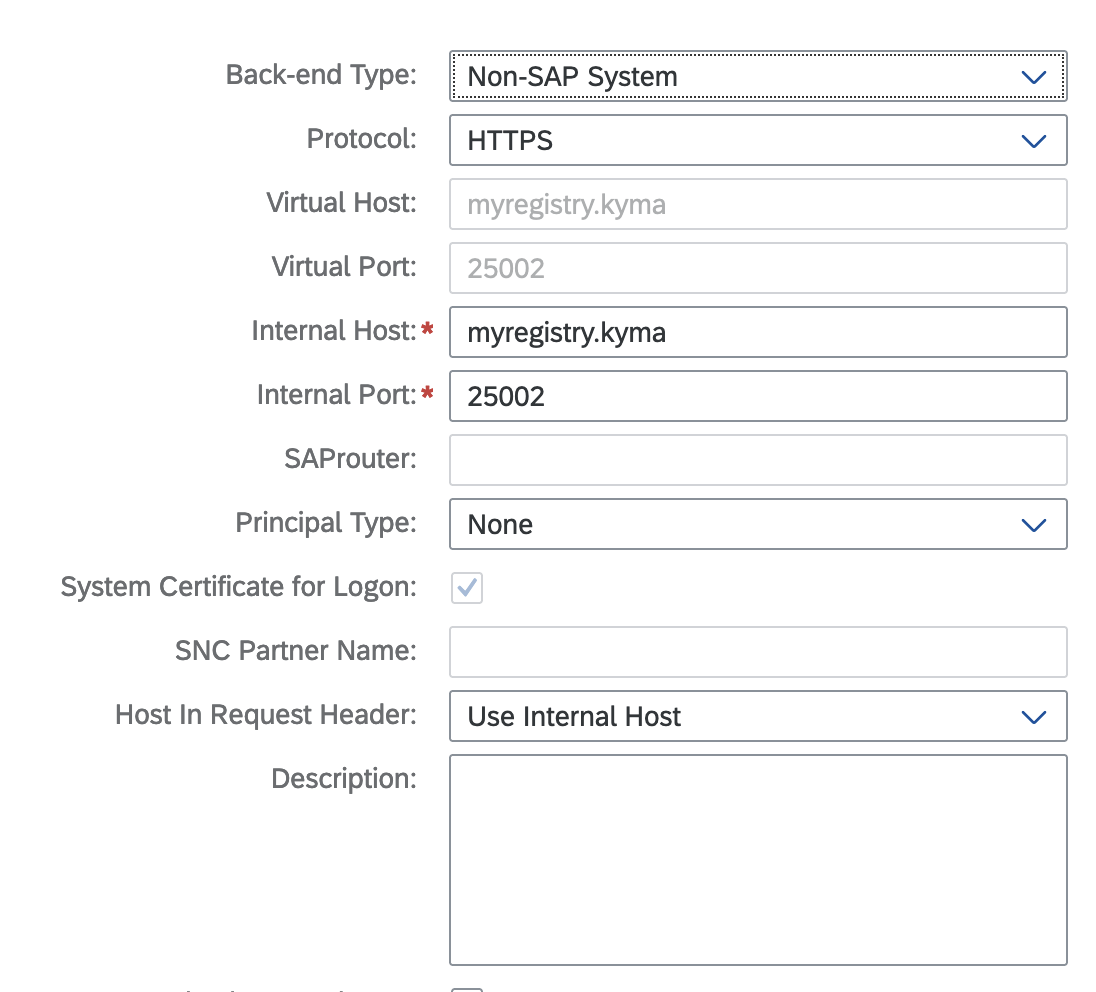 Back-end Type: Non-SAP System
Protocol: HTTPS
Virtual Host: myregistry.kyma
Virtual Port: 25002
Internal Host:* myregistry.kyma
Internal Port:* 25002
SAProuter:
Principal Type: None
System Certificate for Logon:
SNC Partner Name:
Host In Request Header: Use Internal Host
Description: